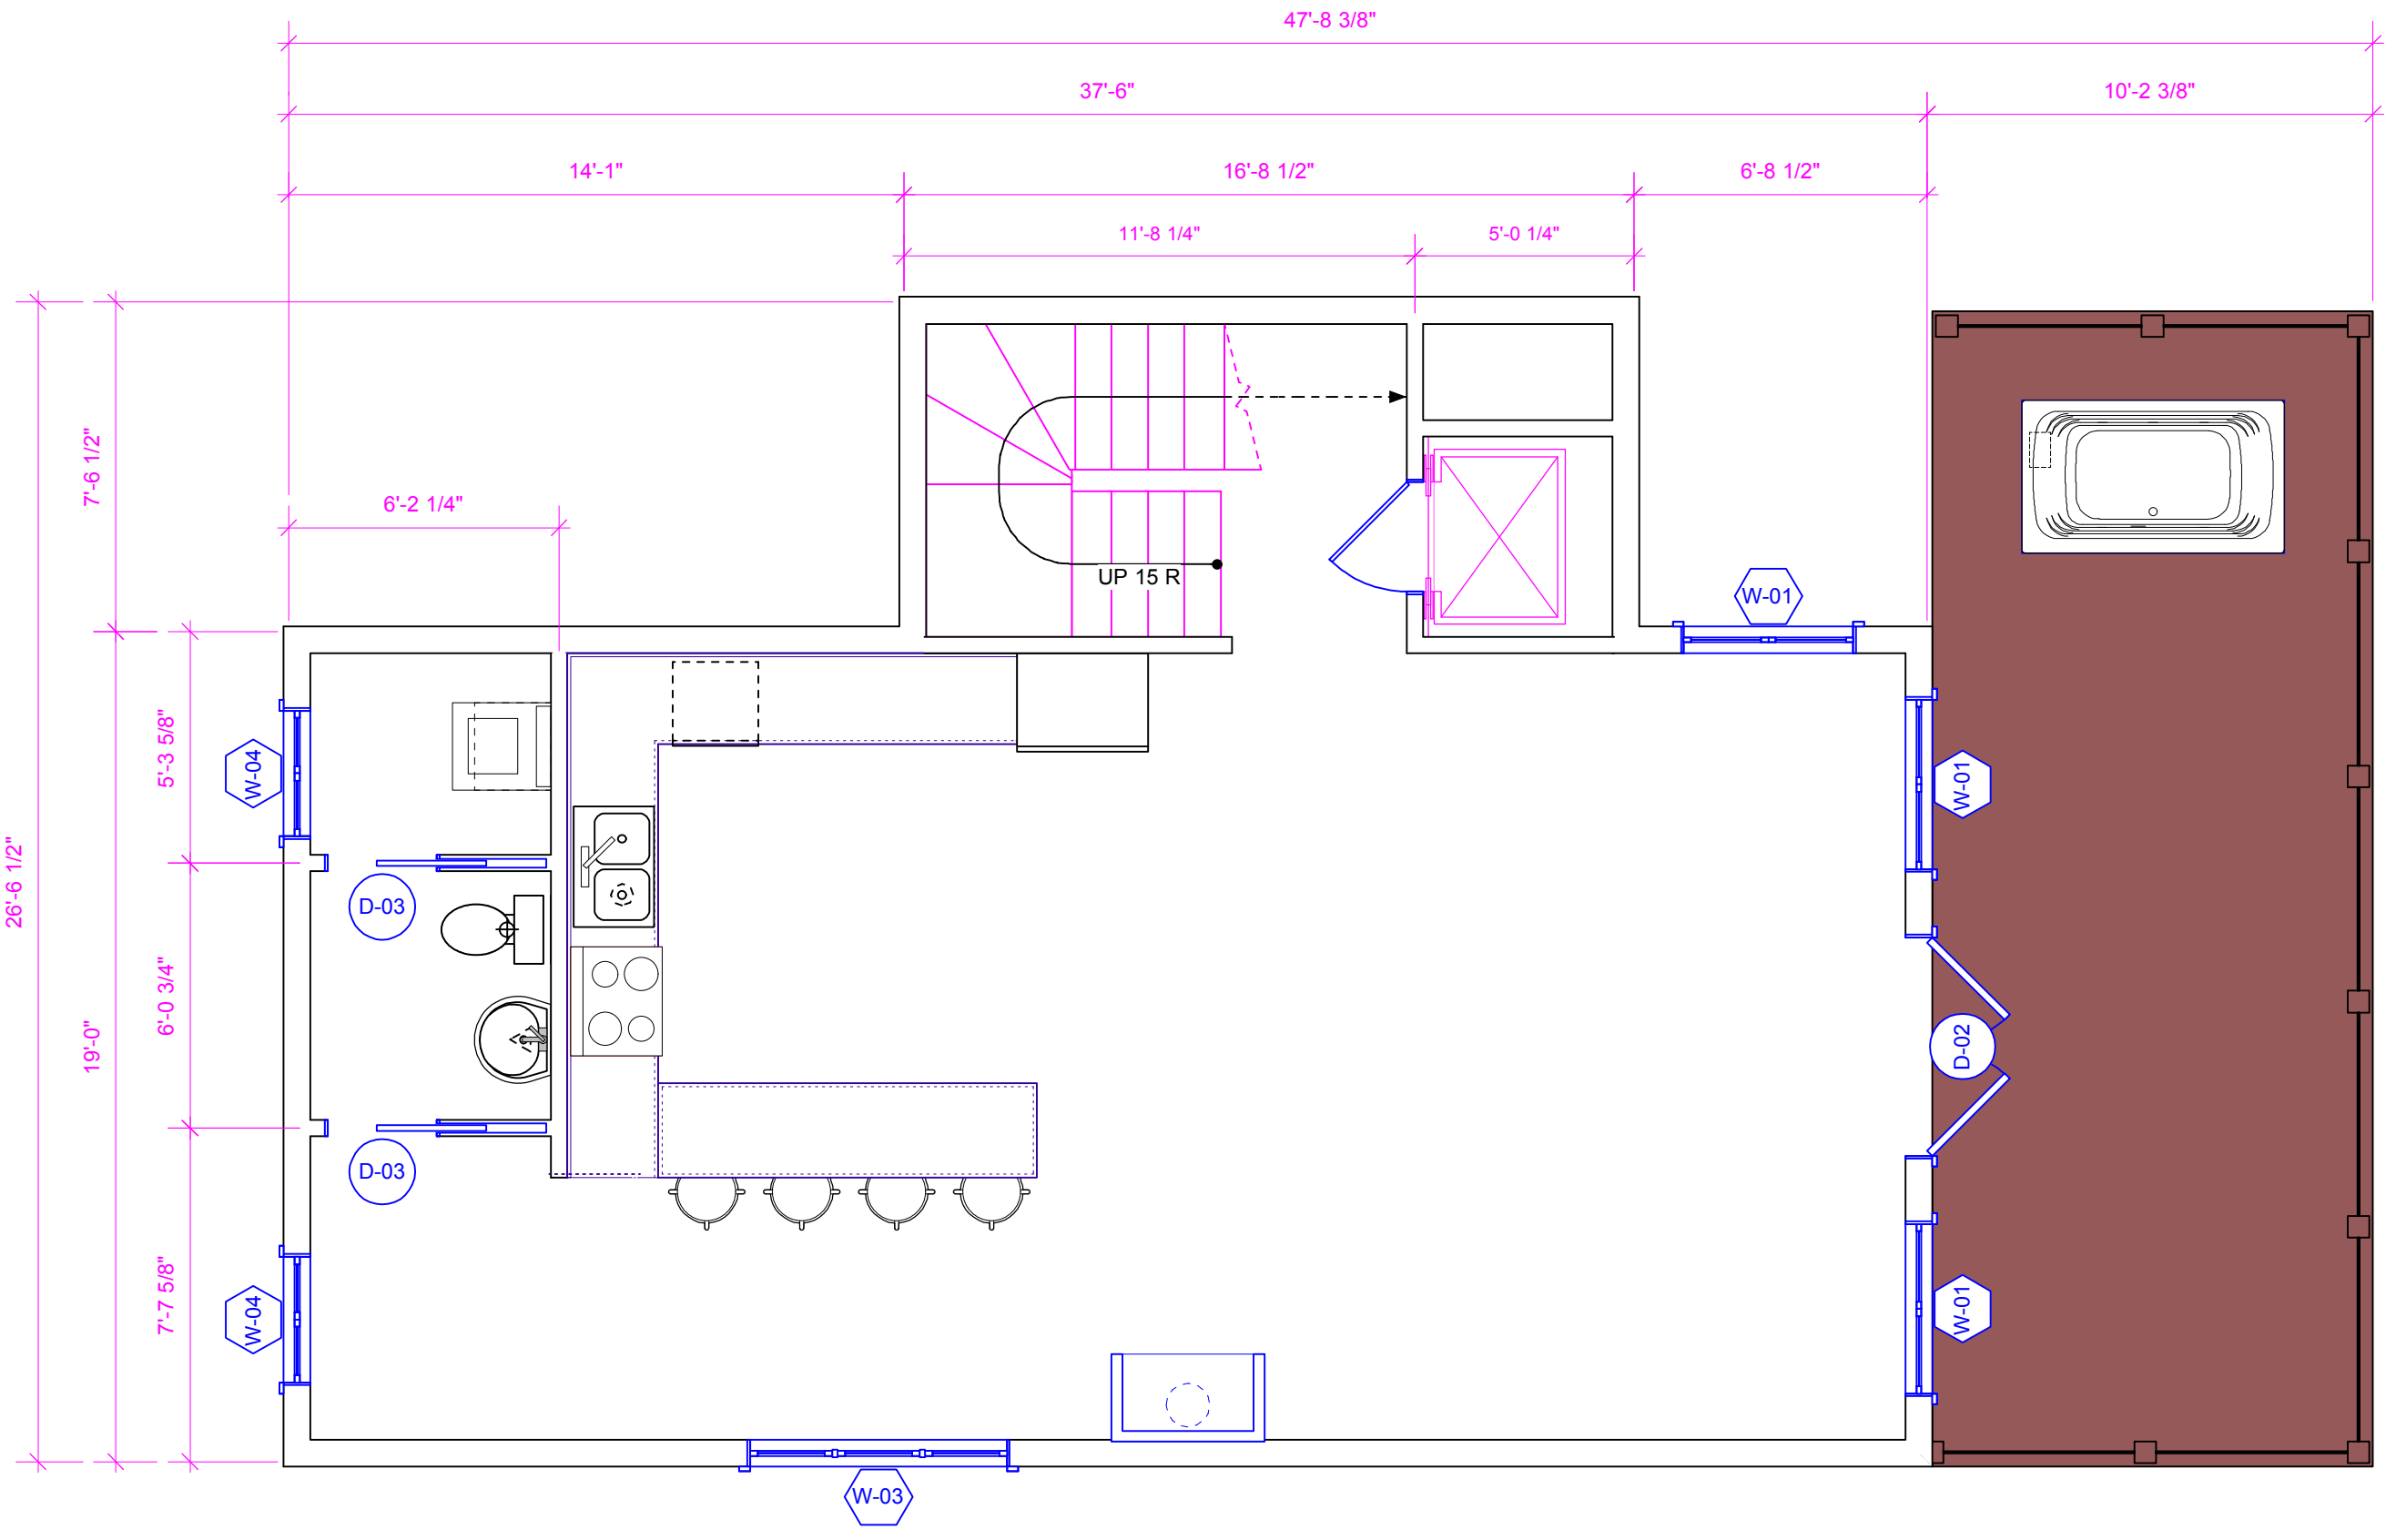 47'-8 3/8"
37'-6"
10'-2 3/8"
14'-1"
16'-8 1/2"
6'-8 1/2"
11'-8 1/4"
5'-0 1/4"
7'-6 1/2"
6'-2 1/4"
UP 15 R
W-01
5'-3 5/8"
W-04
W-01
26'-6 1/2"
D-03
6'-0 3/4"
19'-0"
D-02
D-03
7'-7 5/8"
W-04
W-01
W-03